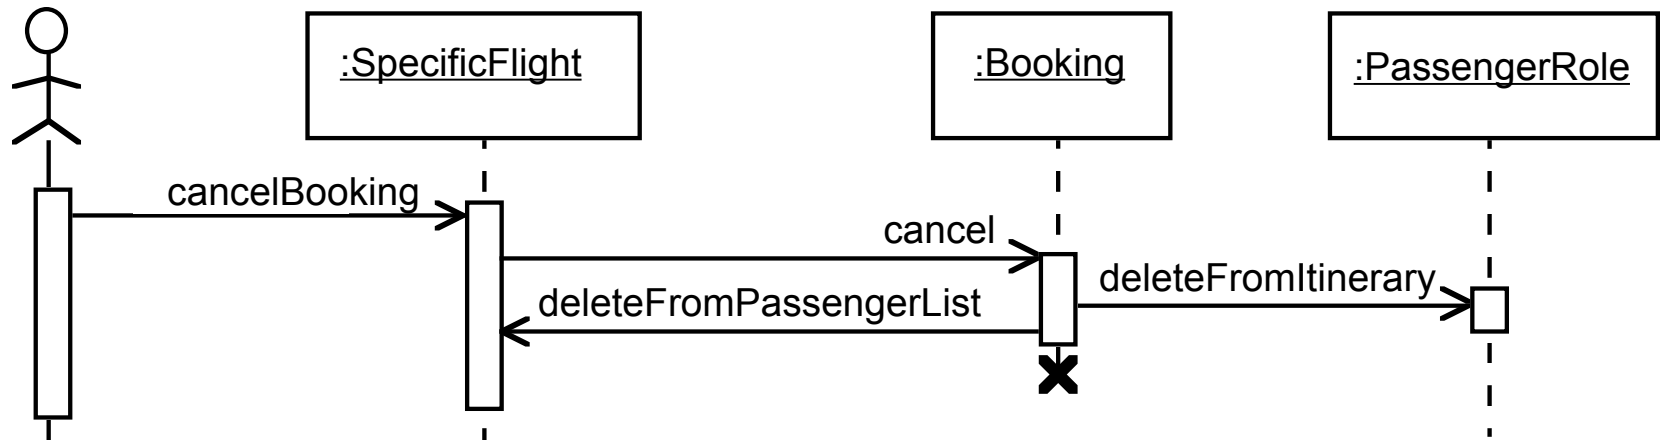 :SpecificFlight
:Booking
:PassengerRole
cancelBooking
cancel
deleteFromItinerary
deleteFromPassengerList